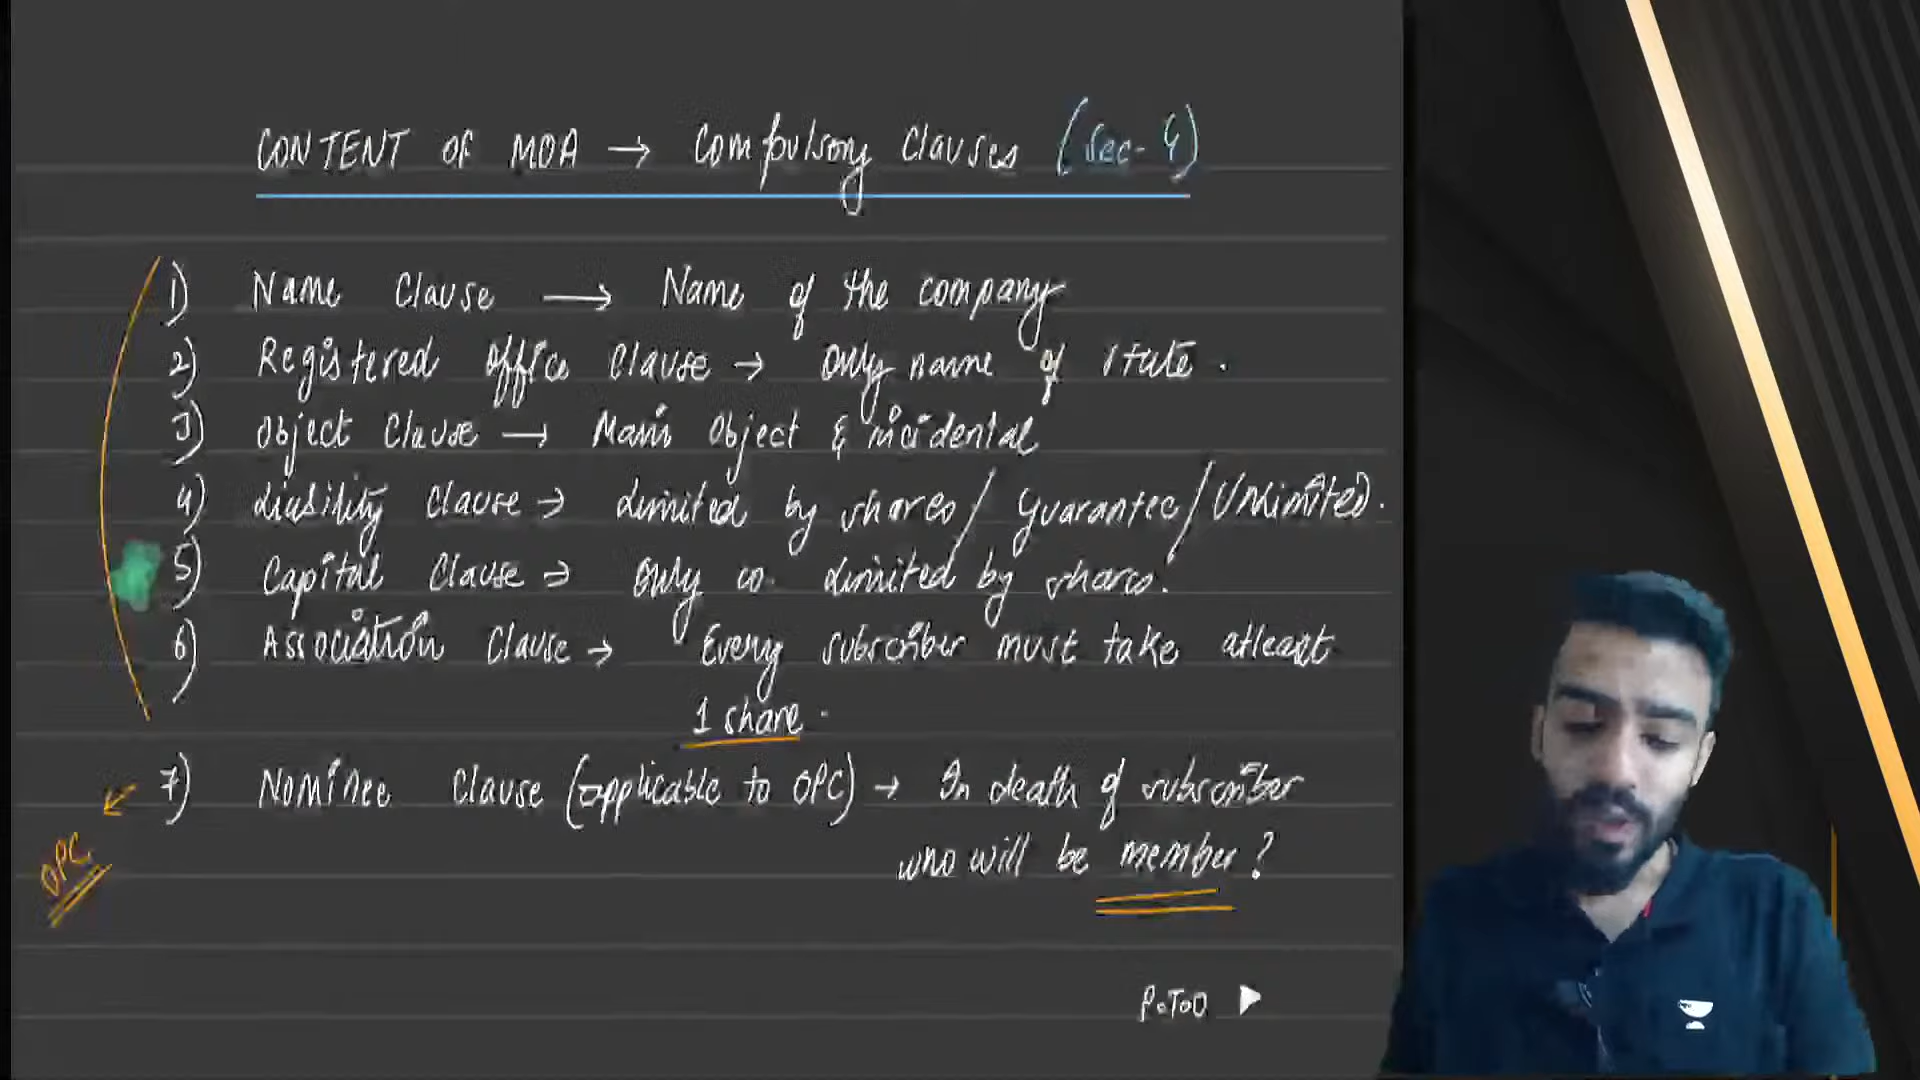 CONTENT OF MOA → Compulsory Clauses (Sec-4)
1) Name Clause → Name of the company
2) Registered office Clause → Only name of state.
3) Object Clause → Main Object & incidental
4) Liability Clause → Limited by shares / Guarantee / Unlimited.
5) Capital Clause → Only co. limited by shares.
6) Association Clause → Every subscriber must take atleast
1 share.
7) Nominee Clause (applicable to OPC) → In death of subscriber
who will be member?
OPC
P.T.O